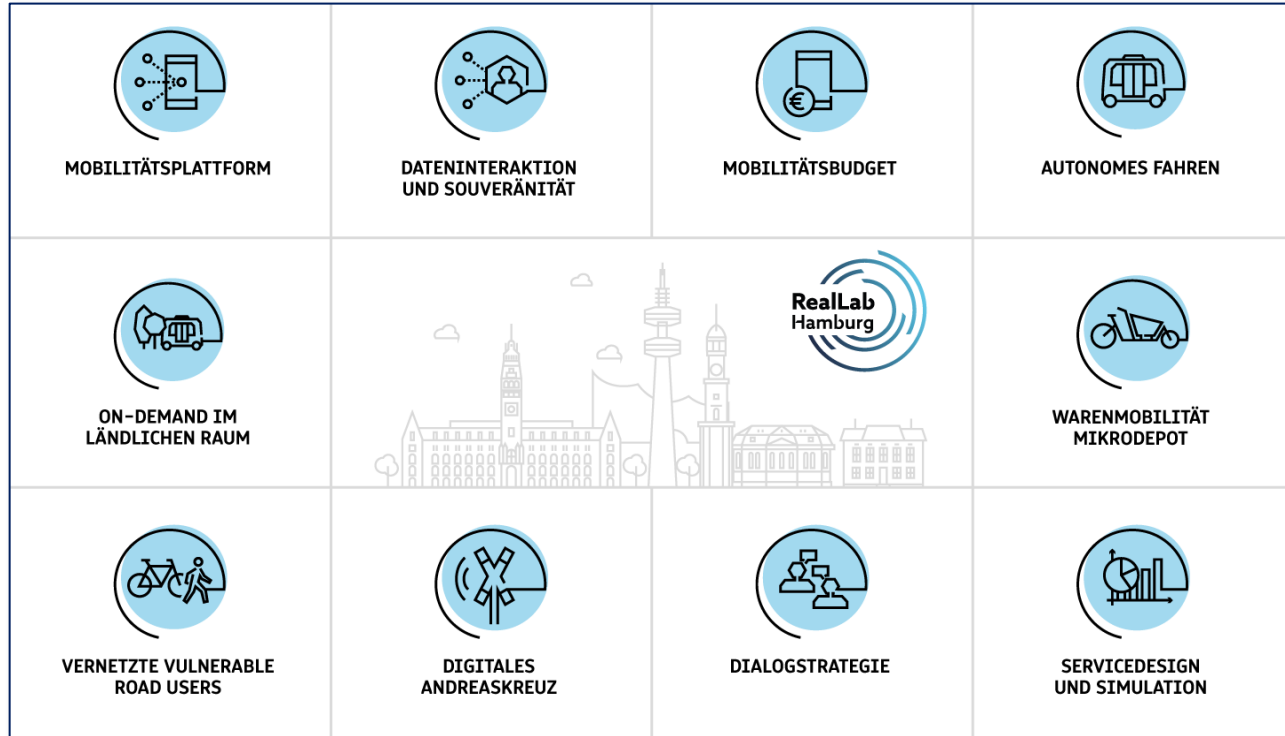 MOBILITÄTSPLATTFORM
DATENINTERAKTION
UND SOUVERÄNITÄT
MOBILITÄTSBUDGET
AUTONOMES FAHREN
ON-DEMAND IM
LÄNDLICHEN RAUM
RealLab
Hamburg
WARENMOBILITÄT
MIKRODEPOT
VERNETZTE VULNERABLE
ROAD USERS
DIGITALES
ANDREASKREUZ
DIALOGSTRATEGIE
SERVICEDESIGN
UND SIMULATION